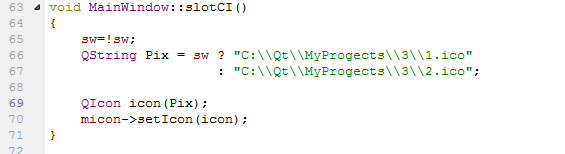 63 void MainWindow::slotCI()
64 {
65 sw=!sw;
66 QString Pix = sw ? "C:\\Qt\\MyProgects\\3\\1.ico"
67 : "C:\\Qt\\MyProgects\\3\\2.ico";
68
69 QIcon icon(Pix);
70 micon->setIcon(icon);
71 }
72